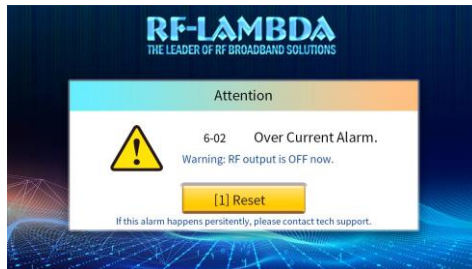 RF-LAMBDA
THE LEADER OF RF BROADBAND SOLUTIONS
Attention
6-02 Over Current Alarm.
Warning: RF output is OFF now.
[1] Reset
If this alarm happens persitently, please contact tech support.